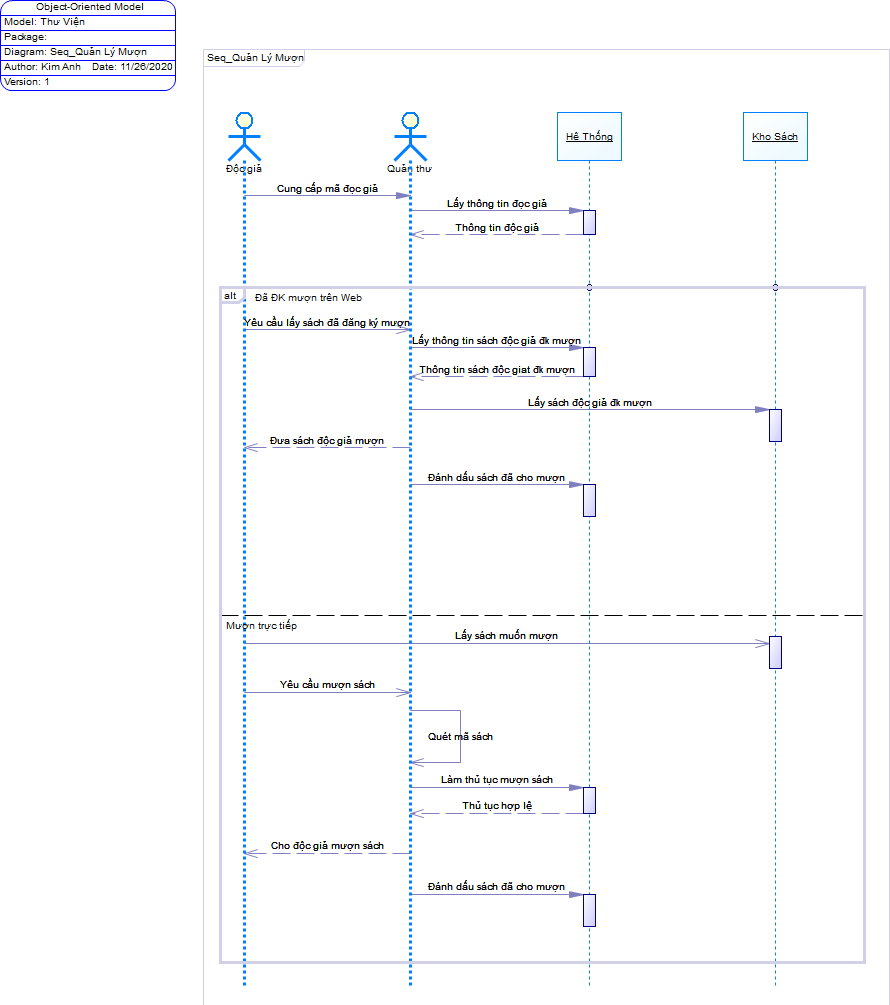 Object-Oriented Model
Model: Thư Viện
Package:
Diagram: Seq_Quản Lý Mượn
Author: Kim Anh Date: 11/26/2020
Version: 1
Seq_Quản Lý Mượn
Độc giả
Quản thư
Hê Thống
Kho Sách
Cung cấp mã đọc giả
Lấy thông tin đọc giả
Thông tin độc giả
alt
Đã ĐK mượn trên Web
Yêu cầu lấy sách đã đăng ký mượn
Lấy thông tin sách độc giả đk mượn
Thông tin sách độc giat đk mượn
Lấy sách độc giả đk mượn
Đưa sách độc giả mượn
Đánh dấu sách đã cho mượn
Mượn trực tiếp
Lấy sách muốn mượn
Yêu cầu mượn sách
Quét mã sách
Làm thủ tục mượn sách
Thủ tục hợp lệ
Cho độc giả mượn sách
Đánh dấu sách đã cho mượn